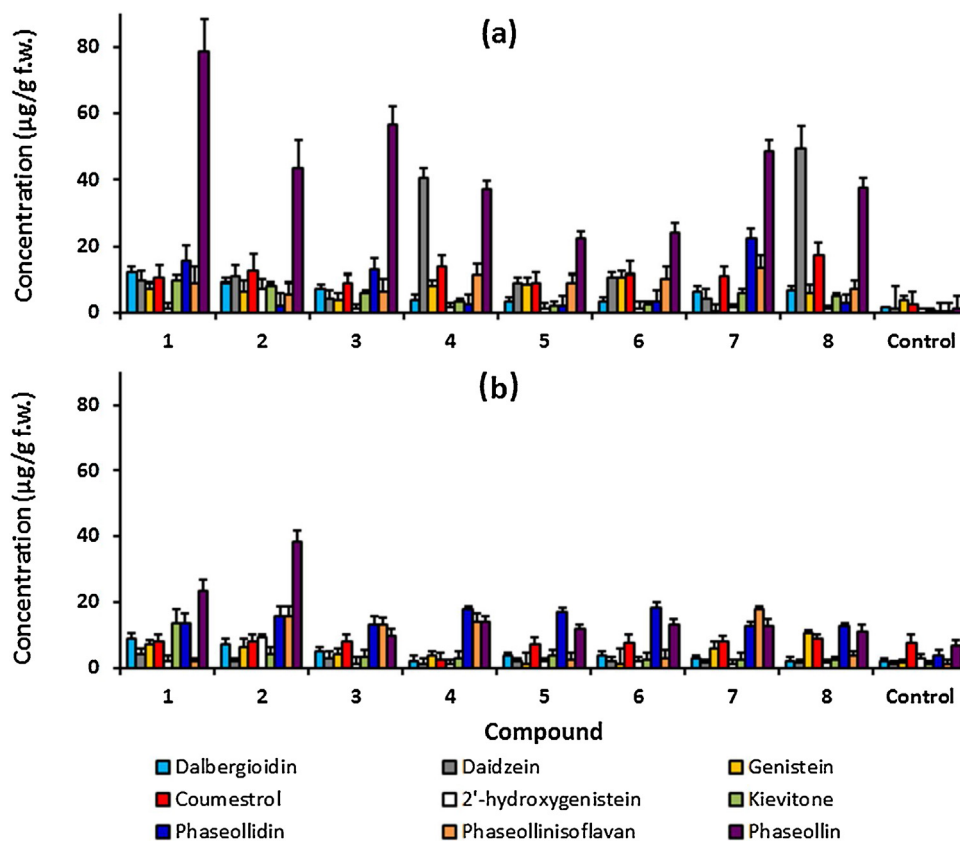 (a)
Concentration (µg/g f.w.)
80
60
40
20
0
1 2 3 4 5 6 7 8 Control
(b)
Concentration (µg/g f.w.)
80
60
40
20
0
1 2 3 4 5 6 7 8 Control
Compound
Dalbergioidin Daidzein Genistein
Coumestrol 2'-hydroxygenistein Kievitone
Phaseollidin Phaseollinisoflavan Phaseollin